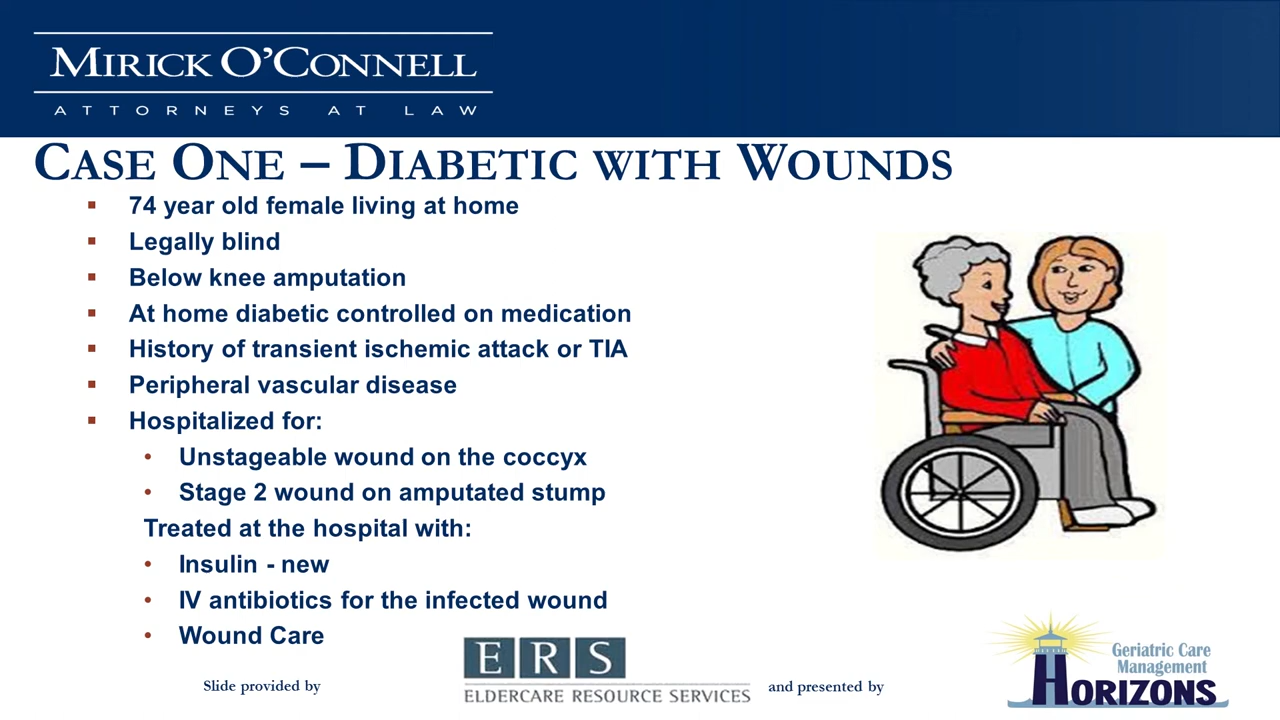 MIRICK O'CONNELL
ATTORNEYS AT LAW
CASE ONE – DIABETIC WITH WOUNDS
▪ 74 year old female living at home
▪ Legally blind
▪ Below knee amputation
▪ At home diabetic controlled on medication
▪ History of transient ischemic attack or TIA
▪ Peripheral vascular disease
▪ Hospitalized for:
• Unstageable wound on the coccyx
• Stage 2 wound on amputated stump
Treated at the hospital with:
• Insulin - new
• IV antibiotics for the infected wound
• Wound Care
Slide provided by
ERS
ELDERCARE RESOURCE SERVICES
and presented by
Geriatric Care
Management
HORIZONS